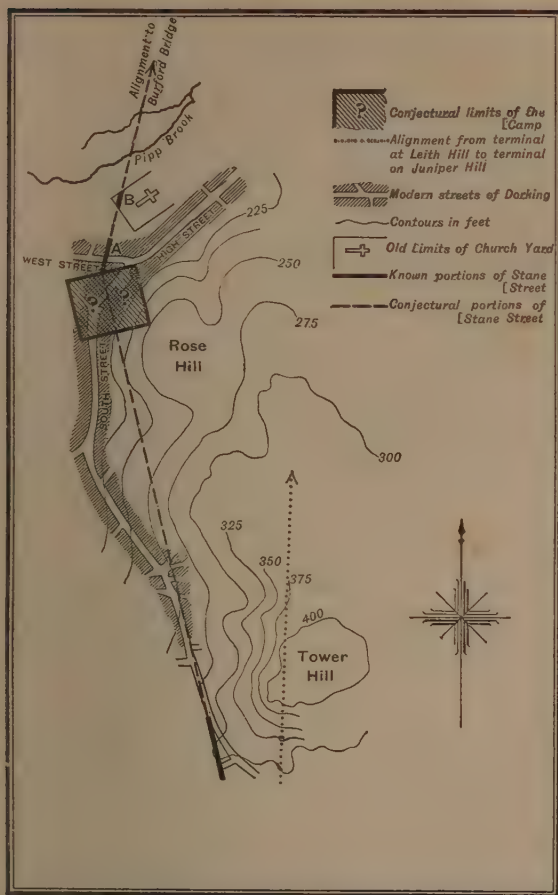 Alignment to
Burford Bridge
Pipp Brook
B
A
HIGH STREET
WEST STREET
? ?
SOUTH STREET
225
250
275
300
325
350
375
400
Rose
Hill
Tower
Hill
?
Conjectural limits of the
[Camp
Alignment from terminal
at Leith Hill to terminal
on Juniper Hill
Modern streets of Dorking
Contours in feet
Old Limits of Church Yard
Known portions of Stane
[Street
Conjectural portions of
[Stane Street